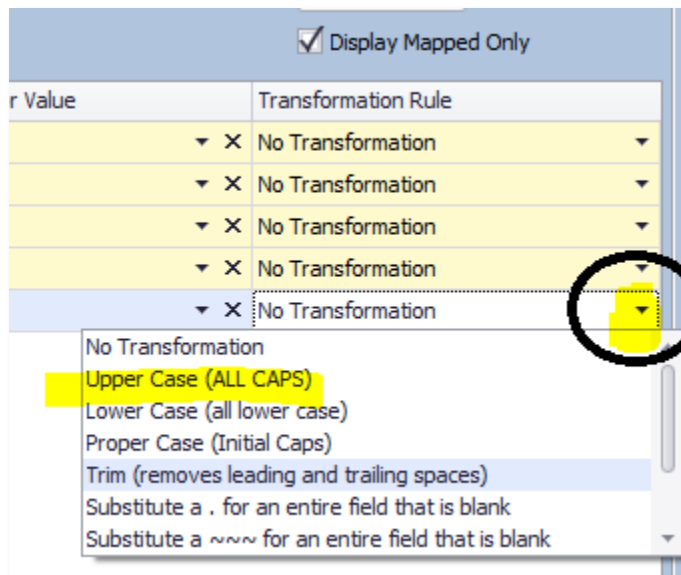 Display Mapped Only
r Value Transformation Rule
No Transformation
No Transformation
No Transformation
No Transformation
No Transformation
No Transformation
Upper Case (ALL CAPS)
Lower Case (all lower case)
Proper Case (Initial Caps)
Trim (removes leading and trailing spaces)
Substitute a . for an entire field that is blank
Substitute a ~~~ for an entire field that is blank